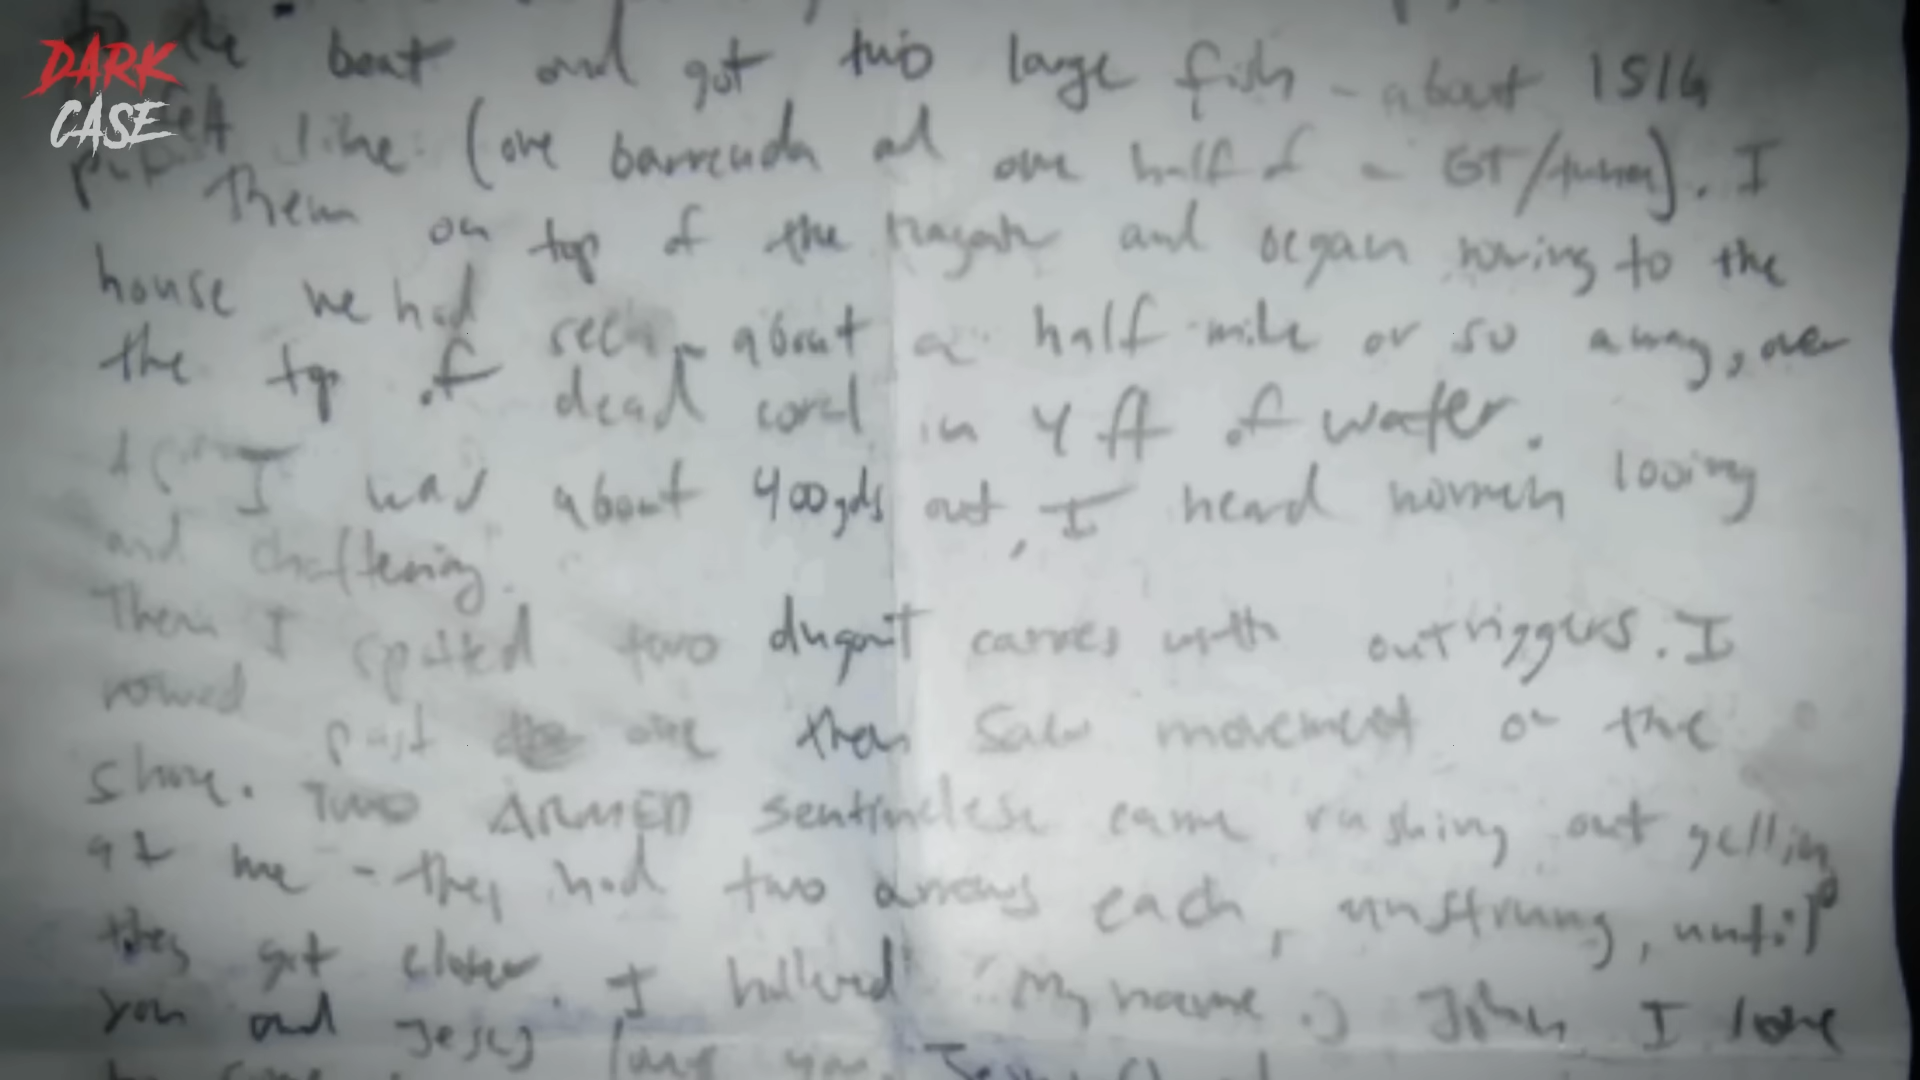 DARK
CASE
to the boat and got two large fish - about 15lb
felt like (one barracuda and one half of a GT/tuna). I
put them on top of the kayak and began rowing to the
house we had seen about a half mile or so away, over
the top of dead coral in 4 ft of water.
I was about 400yds out, I heard women looing
and chattering.
Then I spotted two dugout canoes with outriggers. I
rowed past one then saw movement on the
shore. TWO ARMED sentinelese came rushing out yelling
at me - they had two arrows each, unstrung, until
they got closer. I hollered "My name is John, I love
you and Jesus loves you. Jesus